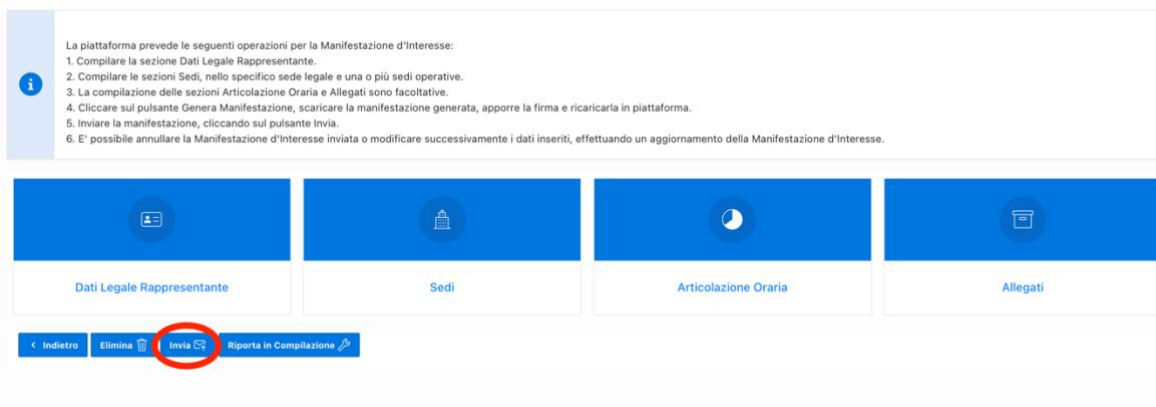 La piattaforma prevede le seguenti operazioni per la Manifestazione d'Interesse:
1. Compilare la sezione Dati Legale Rappresentante.
2. Compilare le sezioni Sedi, nello specifico sede legale e una o più sedi operative.
3. La compilazione delle sezioni Articolazione Oraria e Allegati sono facoltative.
4. Cliccare sul pulsante Genera Manifestazione, scaricare la manifestazione generata, apporre la firma e ricaricarla in piattaforma.
5. Inviare la manifestazione, cliccando sul pulsante Invia.
6. E' possibile annullare la Manifestazione d'Interesse inviata o modificare successivamente i dati inseriti, effettuando un aggiornamento della Manifestazione d'Interesse.
Dati Legale Rappresentante
Sedi
Articolazione Oraria
Allegati
Indietro
Elimina
Invia
Riporta in Compilazione